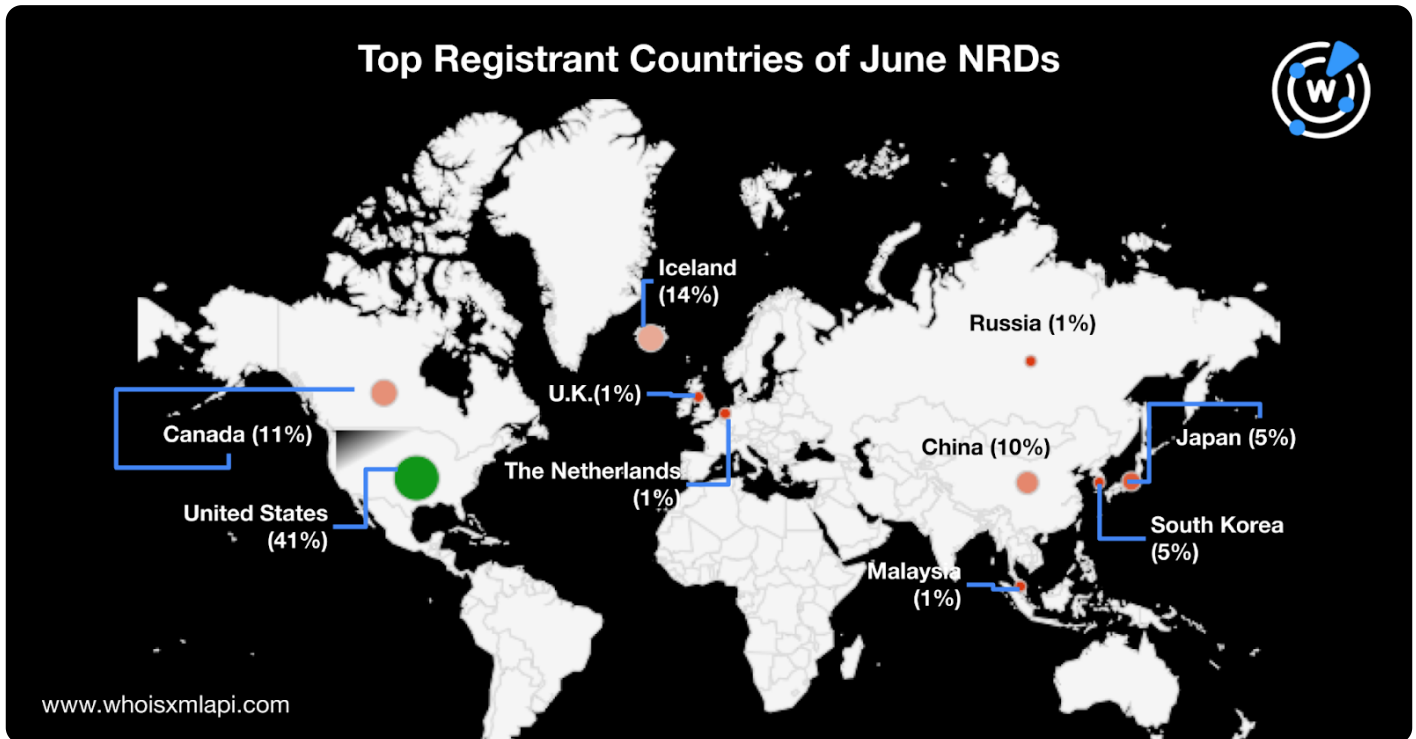 Top Registrant Countries of June NRDs
W
Iceland
(14%)
Russia (1%)
U.K.(1%)
Canada (11%)
China (10%)
Japan (5%)
The Netherlands
(1%)
United States
(41%)
South Korea
(5%)
Malaysia
(1%)
www.whoisxmlapi.com